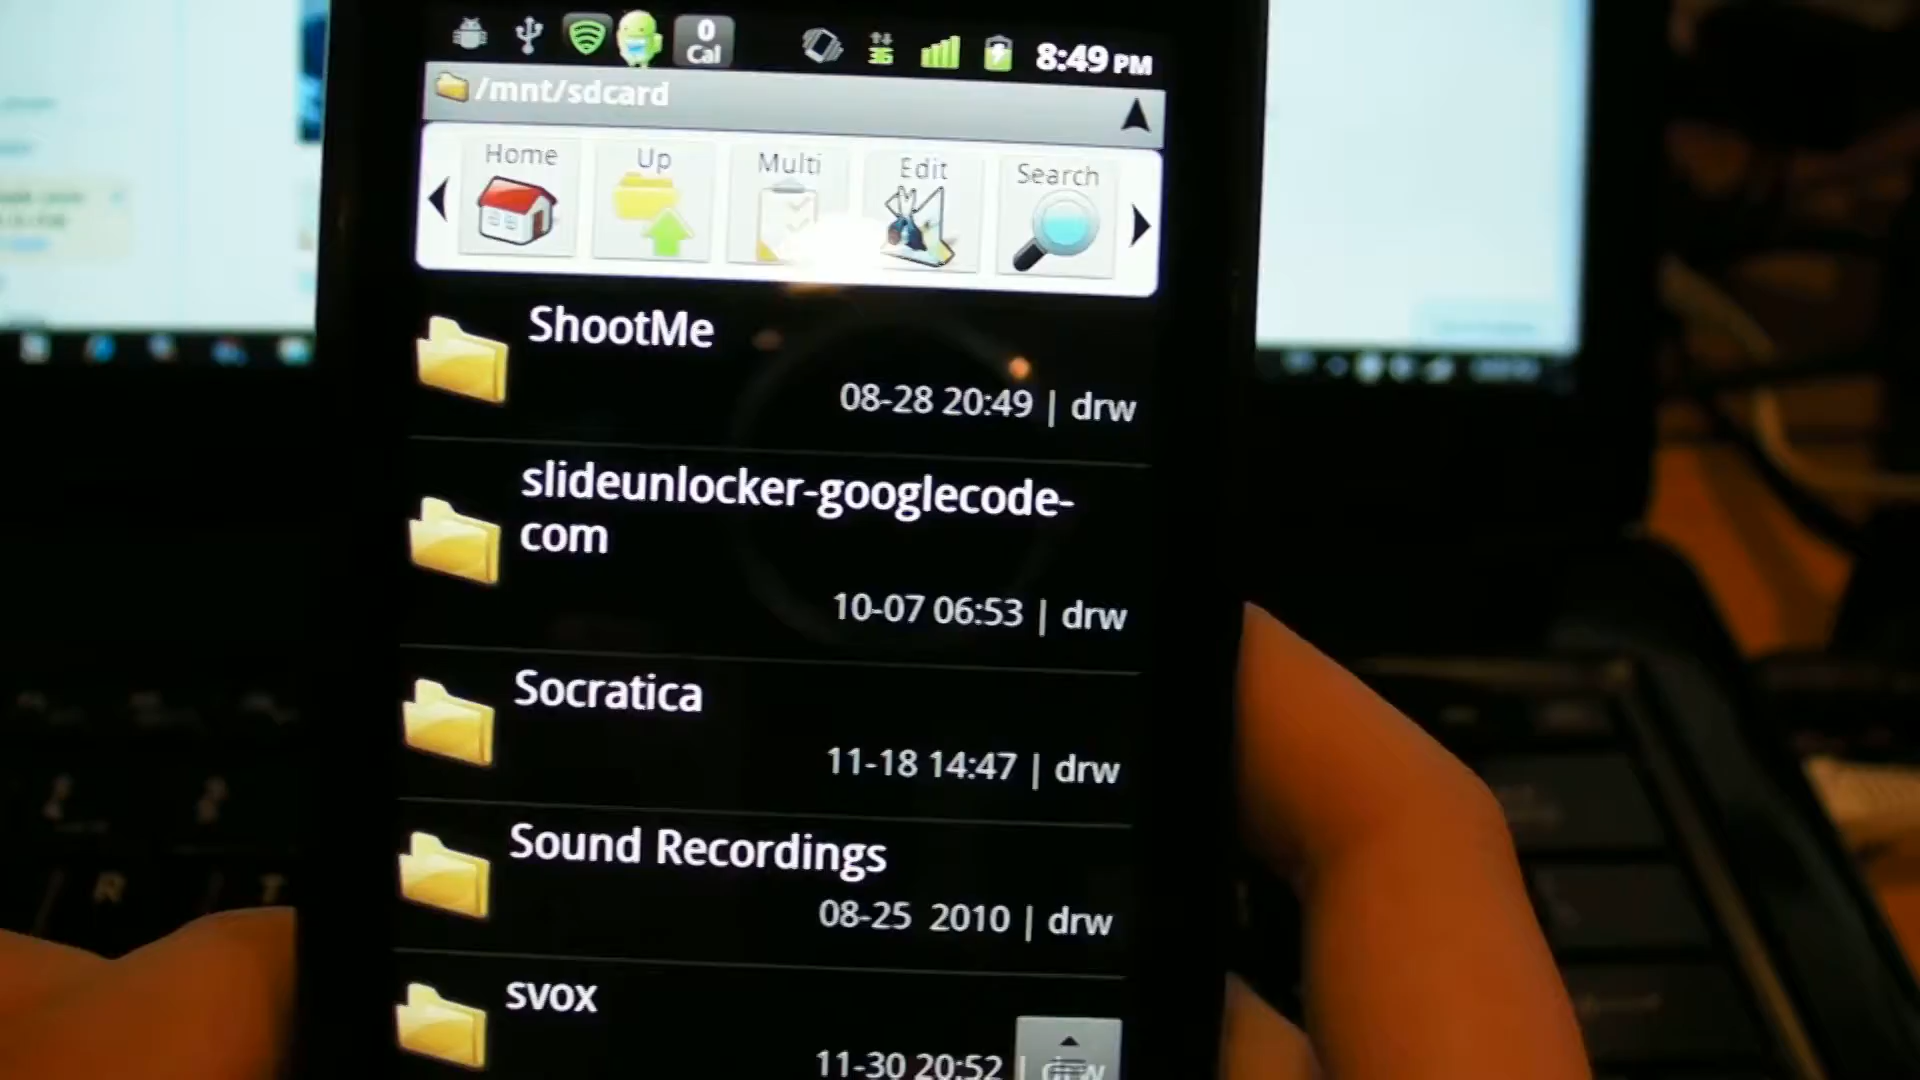 0
Cal
3G
8:49 PM
/mnt/sdcard
Home
Up
Multi
Edit
Search
ShootMe
08-28 20:49 | drw
slideunlocker-googlecode-
com
10-07 06:53 | drw
Socratica
11-18 14:47 | drw
Sound Recordings
08-25 2010 | drw
svox
11-30 20:52 | drw
R
T